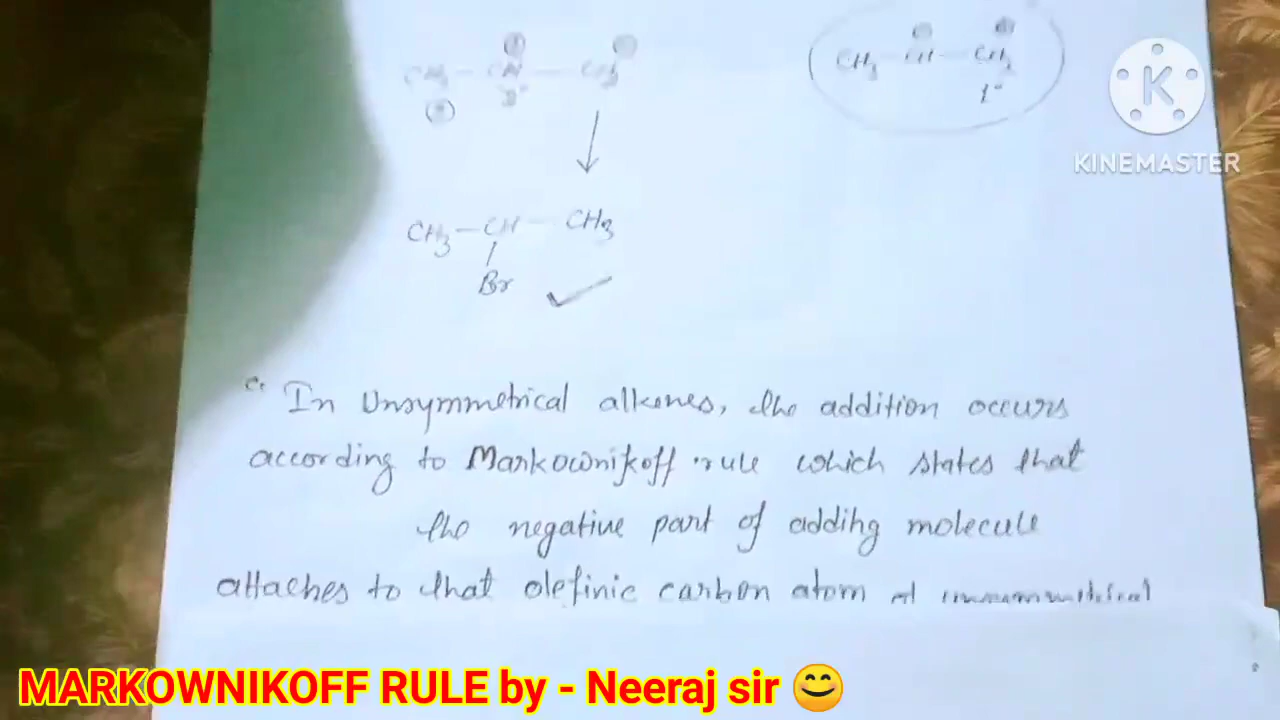 CH3 — CH — CH3
2°
CH3 — CH — CH2
1°
KINEMASTER
CH3 — CH — CH3
Br
In Unsymmetrical alkenes, the addition occurs
according to Markownikoff rule which states that
the negative part of adding molecule
attaches to that olefinic carbon atom of
MARKOWNIKOFF RULE by - Neeraj sir 😊